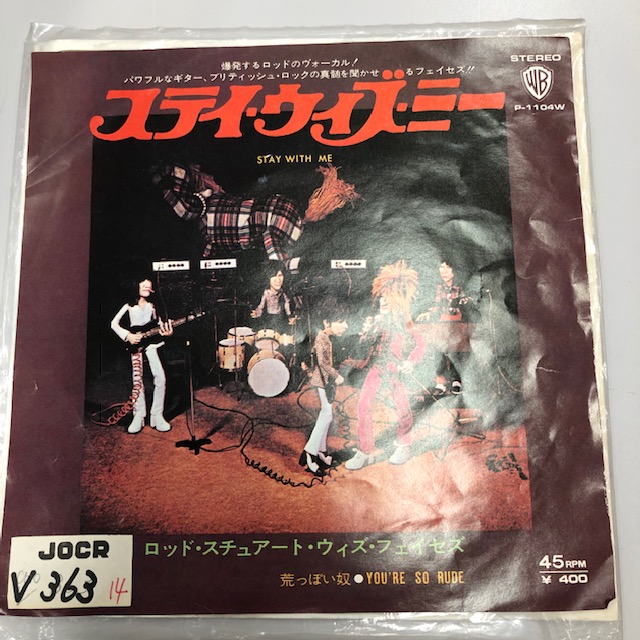 爆発するロッドのヴォーカル!
パワフルなギター、ブリティッシュ・ロックの真髄を聞かせ るフェイセズ!!
STEREO
WB
P-1104W
ステイ・ウィズ・ミー
STAY WITH ME
ロッド・スチュアート・ウィズ・フェイセズ
荒っぽい奴●YOU'RE SO RUDE
45RPM
¥ 400
JOCR
V 363 14